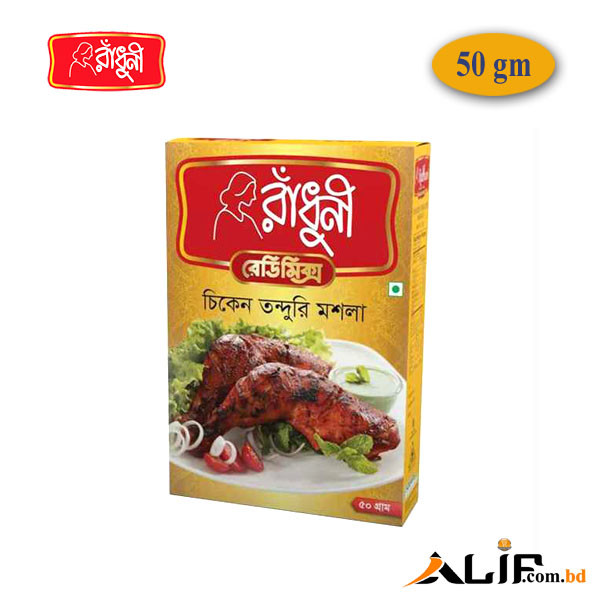 রাঁধুনী
50 gm
রাঁধুনী
রেডিমিক্স
চিকেন তন্দুরি মশলা
৫০ গ্রাম
ALIF.com.bd